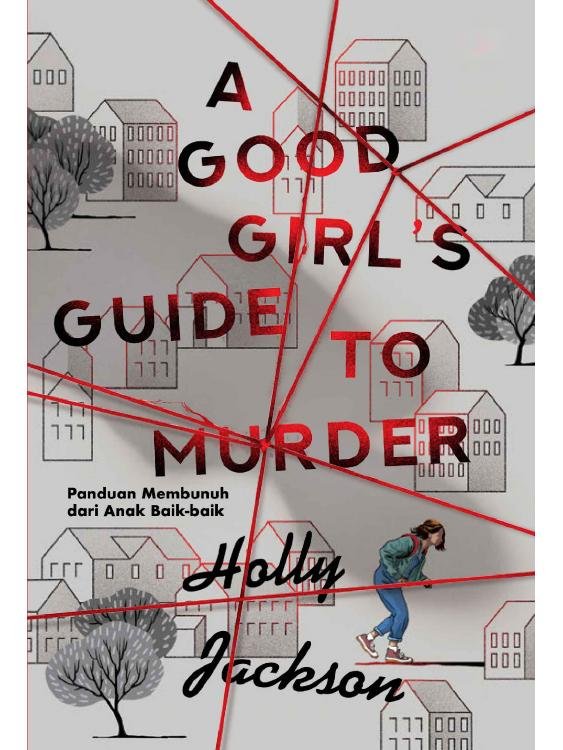 A
GOOD
GIRL'S
GUIDE TO
MURDER
Panduan Membunuh
dari Anak Baik-baik
Holly
Jackson